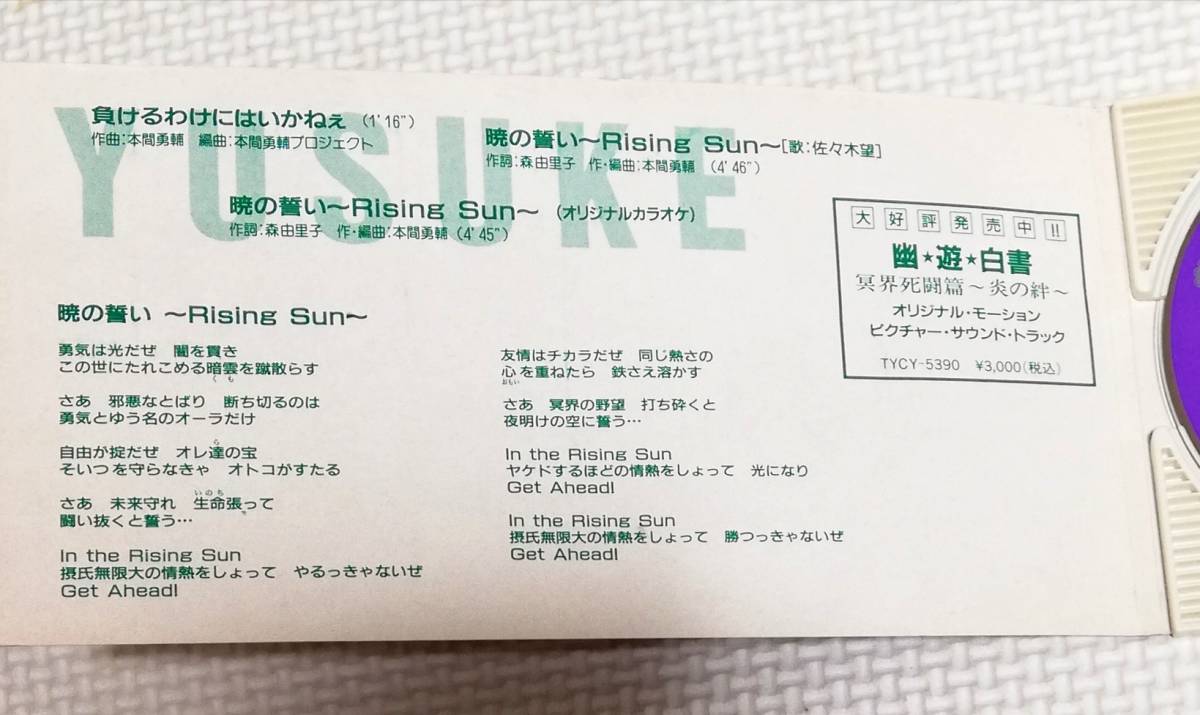 YUSUKE
負けるわけにはいかねぇ (1'16")
作曲:本間勇輔 編曲:本間勇輔プロジェクト
暁の誓い～Rising Sun～[歌:佐々木望]
作詞:森由里子 作・編曲:本間勇輔 (4'46")
暁の誓い～Rising Sun～ (オリジナルカラオケ)
作詞:森由里子 作・編曲:本間勇輔(4'45")
大好評発売中!!
幽★遊★白書
冥界死闘篇～炎の絆～
オリジナル・モーション
ピクチャー・サウンド・トラック
TYCY-5390 ¥3,000(税込)
暁の誓い ～Rising Sun～
勇気は光だぜ 闇を貫き
この世にたれこめる暗雲を蹴散らす
くも
さあ 邪悪なとばり 断ち切るのは
勇気とゆう名のオーラだけ
ら
自由が掟だぜ オレ達の宝
そいつを守らなきゃ オトコがすたる
いのち
さあ 未来守れ 生命張って
闘い抜くと誓う…
In the Rising Sun
摂氏無限大の情熱をしょって やるっきゃないぜ
Get Ahead!
友情はチカラだぜ 同じ熱さの
心を重ねたら 鉄さえ溶かす
おもい
さあ 冥界の野望 打ち砕くと
夜明けの空に誓う…
In the Rising Sun
ヤケドするほどの情熱をしょって 光になり
Get Ahead!
In the Rising Sun
摂氏無限大の情熱をしょって 勝つっきゃないぜ
Get Ahead!